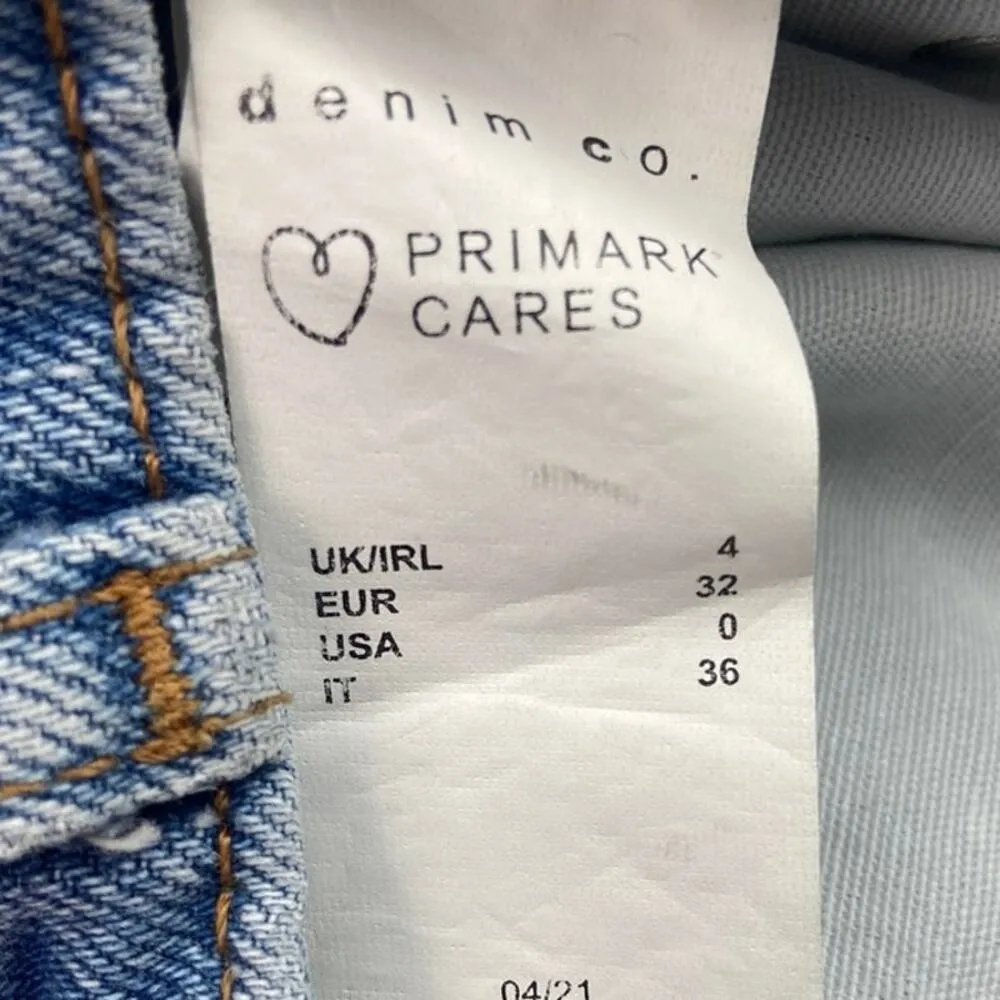 denim co.
PRIMARK
CARES
UK/IRL 4
EUR 32
USA 0
IT 36
04/21